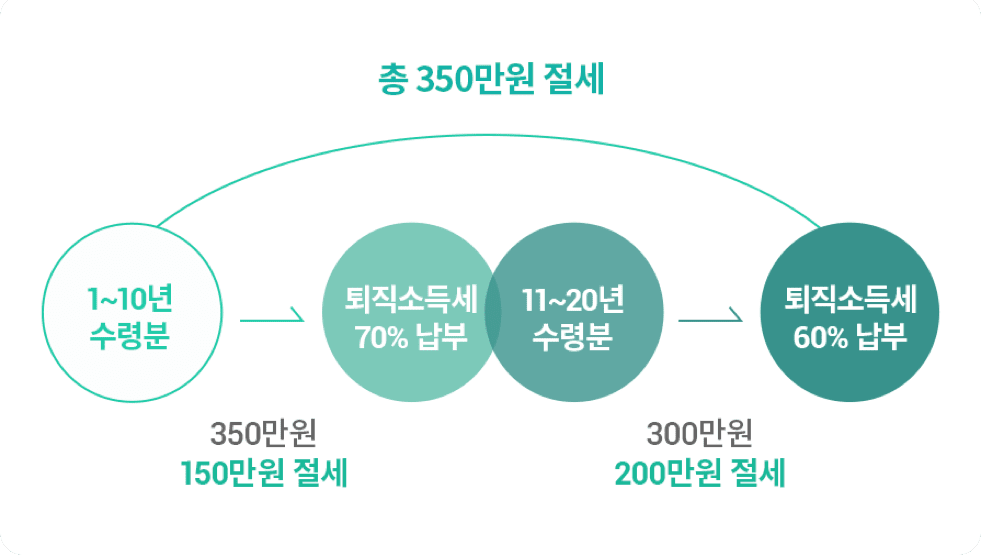 총 350만원 절세
1~10년
수령분
퇴직소득세
70% 납부
11~20년
수령분
퇴직소득세
60% 납부
350만원
150만원 절세
300만원
200만원 절세